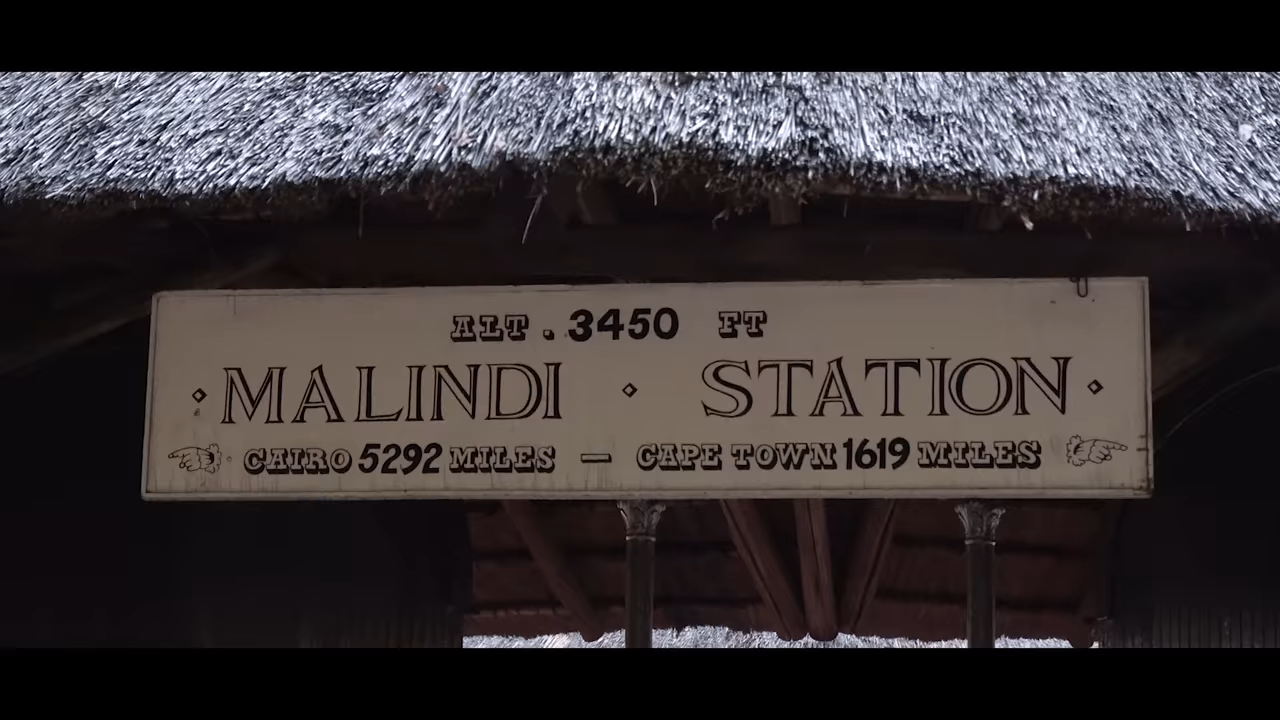 ALT . 3450 FT
MALINDI · STATION
CAIRO 5292 MILES — CAPE TOWN 1619 MILES